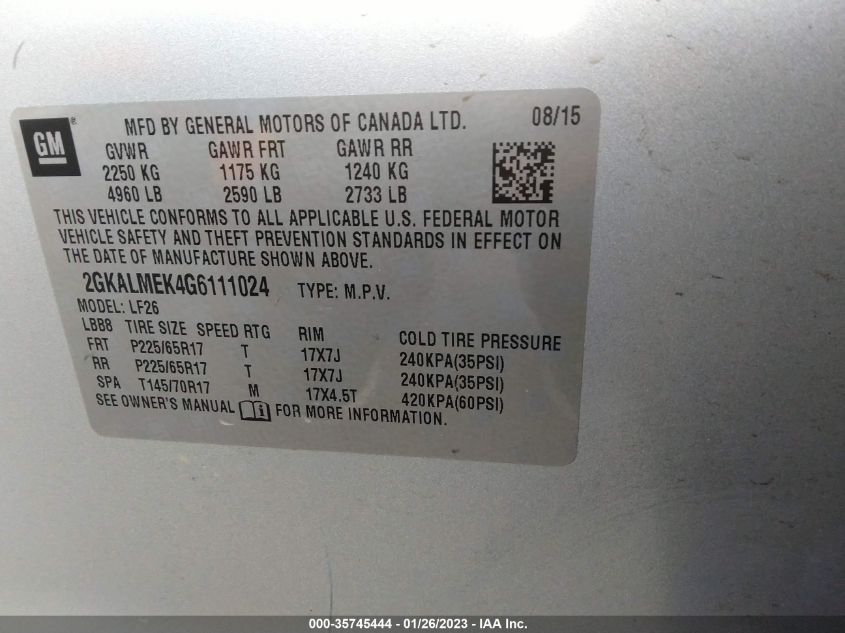 GM ® MFD BY GENERAL MOTORS OF CANADA LTD. 08/15
GVWR GAWR FRT GAWR RR
2250 KG 1175 KG 1240 KG
4960 LB 2590 LB 2733 LB
THIS VEHICLE CONFORMS TO ALL APPLICABLE U.S. FEDERAL MOTOR
VEHICLE SAFETY AND THEFT PREVENTION STANDARDS IN EFFECT ON
THE DATE OF MANUFACTURE SHOWN ABOVE.
2GKALMEK4G6111024 TYPE: M.P.V.
MODEL: LF26
LBB8 TIRE SIZE SPEED RTG RIM COLD TIRE PRESSURE
FRT P225/65R17 T 17X7J 240KPA(35PSI)
RR P225/65R17 T 17X7J 240KPA(35PSI)
SPA T145/70R17 M 17X4.5T 420KPA(60PSI)
SEE OWNER'S MANUAL i FOR MORE INFORMATION.
000-35745444 - 01/26/2023 - IAA Inc.